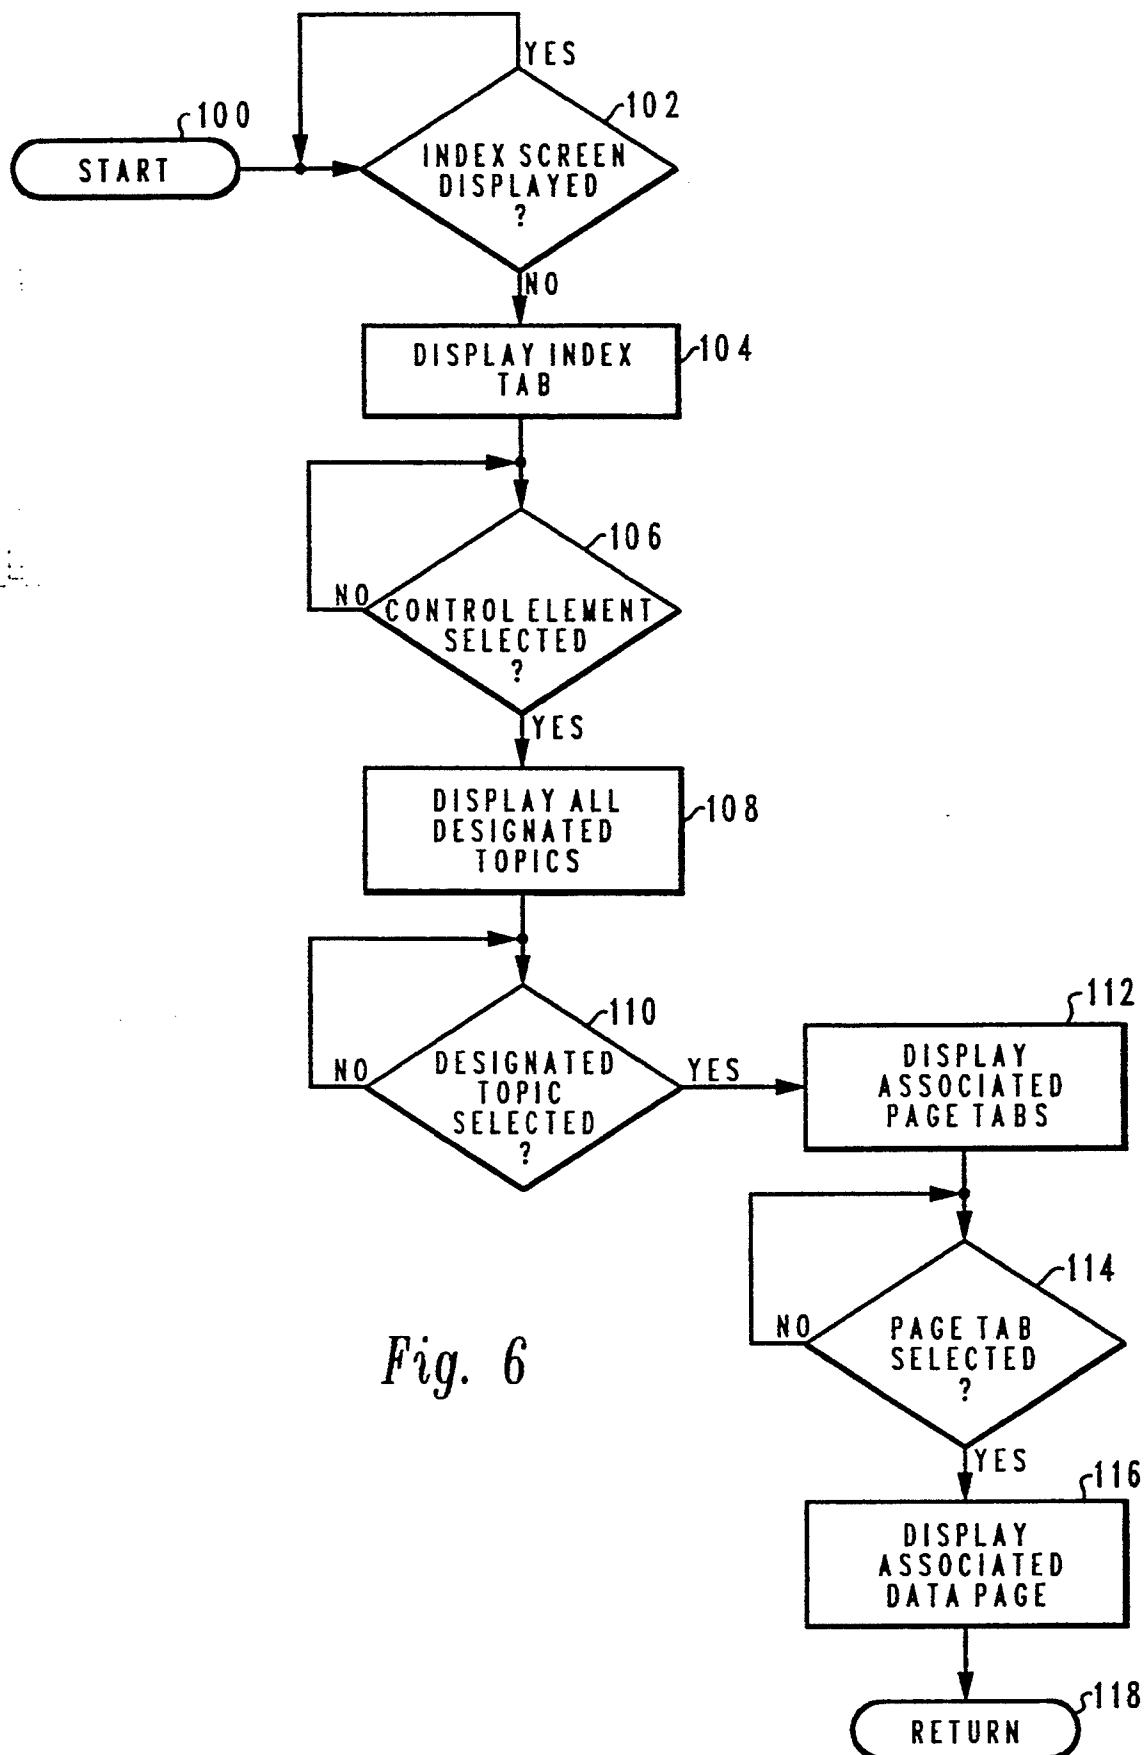 YES
102
100
START
INDEX SCREEN
DISPLAYED
?
NO
DISPLAY INDEX
TAB
104
106
NO
CONTROL ELEMENT
SELECTED
?
YES
DISPLAY ALL
DESIGNATED
TOPICS
108
110
NO
DESIGNATED
TOPIC
SELECTED
?
YES
112
DISPLAY
ASSOCIATED
PAGE TABS
114
NO
PAGE TAB
SELECTED
?
YES
Fig. 6
116
DISPLAY
ASSOCIATED
DATA PAGE
118
RETURN